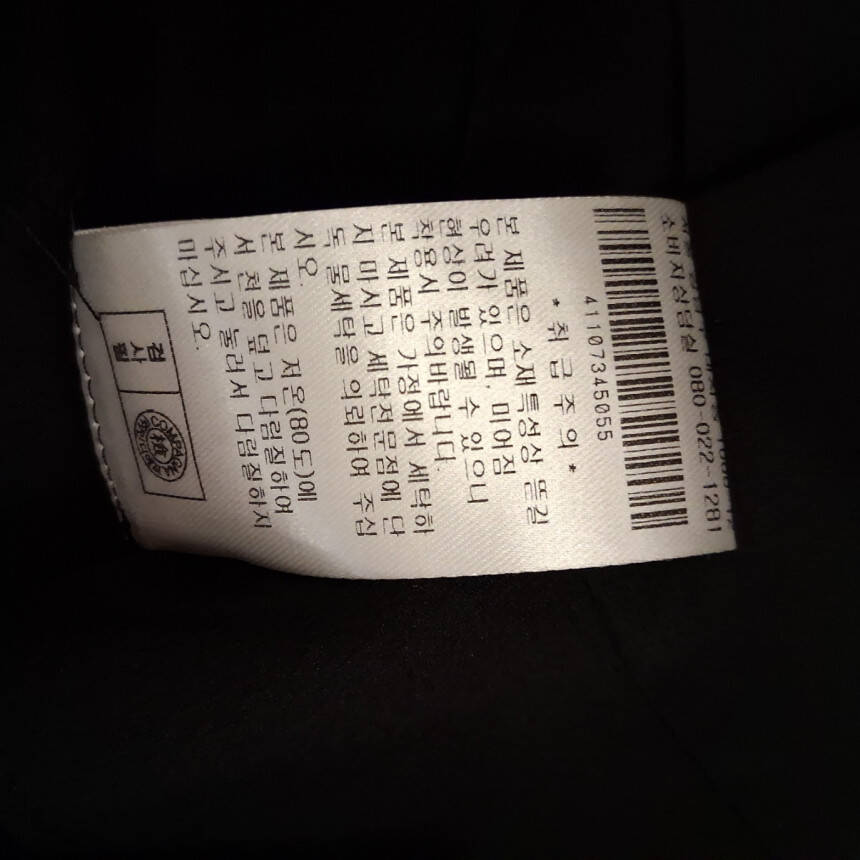 소비자상담실 080-022-1281
41107345055
*취급주의*
본 제품은 소재특성상 뜯길
우려가 있으며, 미어짐
현상이 발생될 수 있으니
착용시 주의바랍니다.
본 제품은 가정에서 세탁하
지 마시고 세탁전문점에 단
독 물세탁을 의뢰하여 주십
시오.
본 제품은 저온(80도)에
서 천을 덮고 다림질하여
주시고 눌러서 다림질하지
마십시오.
검사필